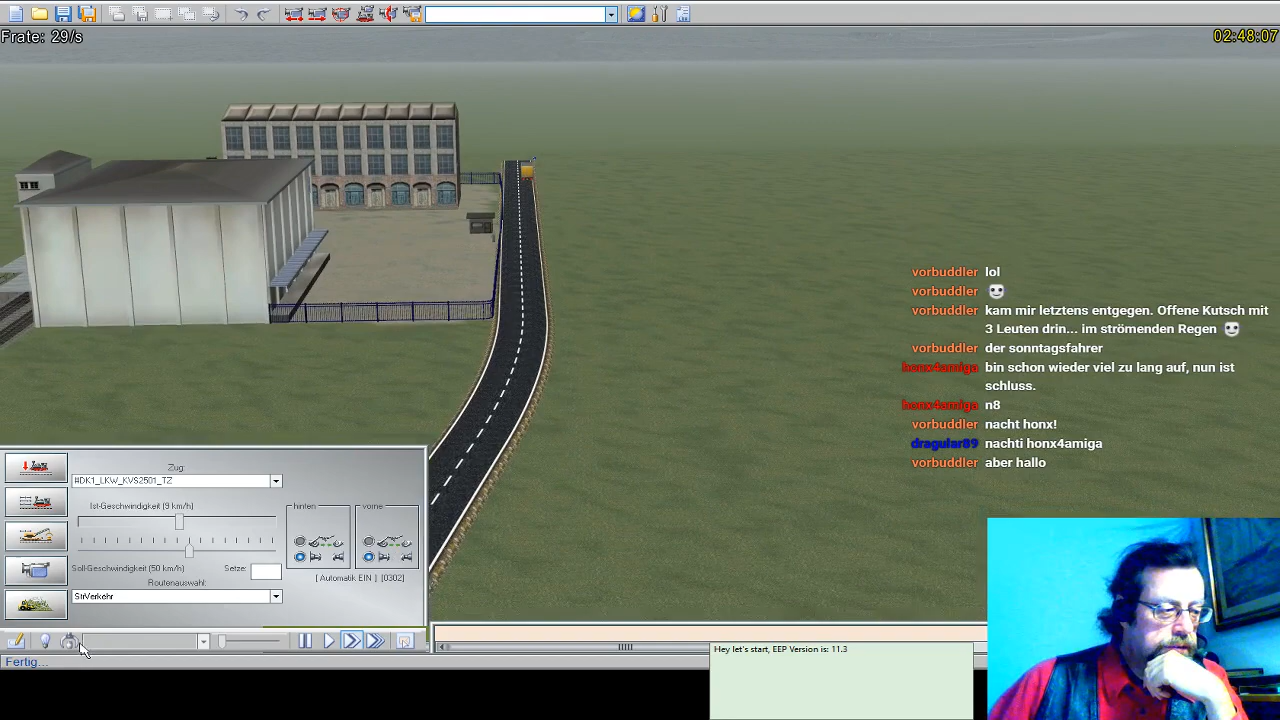 Frate: 29/s
02:48:07
vorbuddler lol
vorbuddler
vorbuddler kam mir letztens entgegen. Offene Kutsch mit
3 Leuten drin... im strömenden Regen
vorbuddler der sonntagsfahrer
honx4amiga bin schon wieder viel zu lang auf, nun ist
schluss.
honx4amiga n8
vorbuddler nacht honx!
dragular89 nachti honx4amiga
vorbuddler aber hallo
Zug:
#DK1_LKW_KVS2501_TZ
Ist-Geschwindigkeit (9 km/h)
hinten
vorne
Soll-Geschwindigkeit (50 km/h)
Setze:
[ Automatik EIN ] [0302]
Routenauswahl:
StrVerkehr
Hey let's start, EEP Version is: 11.3
Fertig...